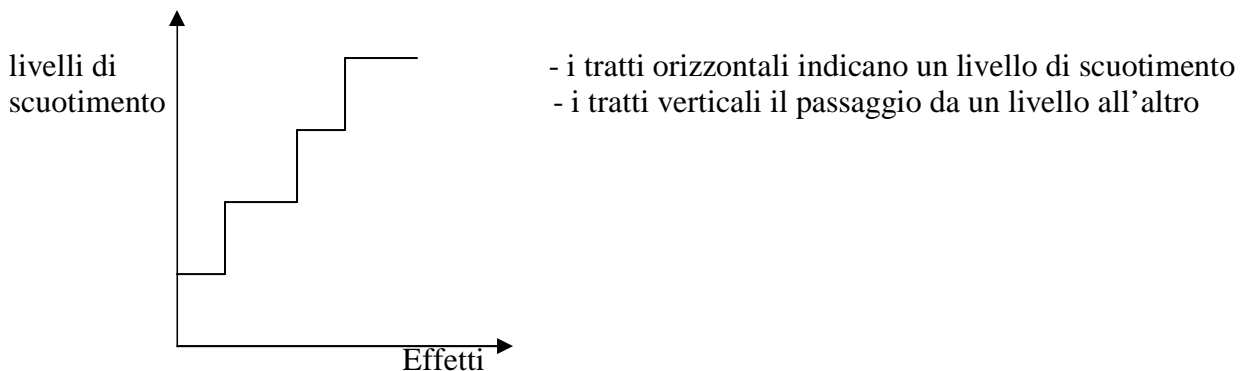 livelli di
scuotimento
- i tratti orizzontali indicano un livello di scuotimento
- i tratti verticali il passaggio da un livello all’altro
Effetti